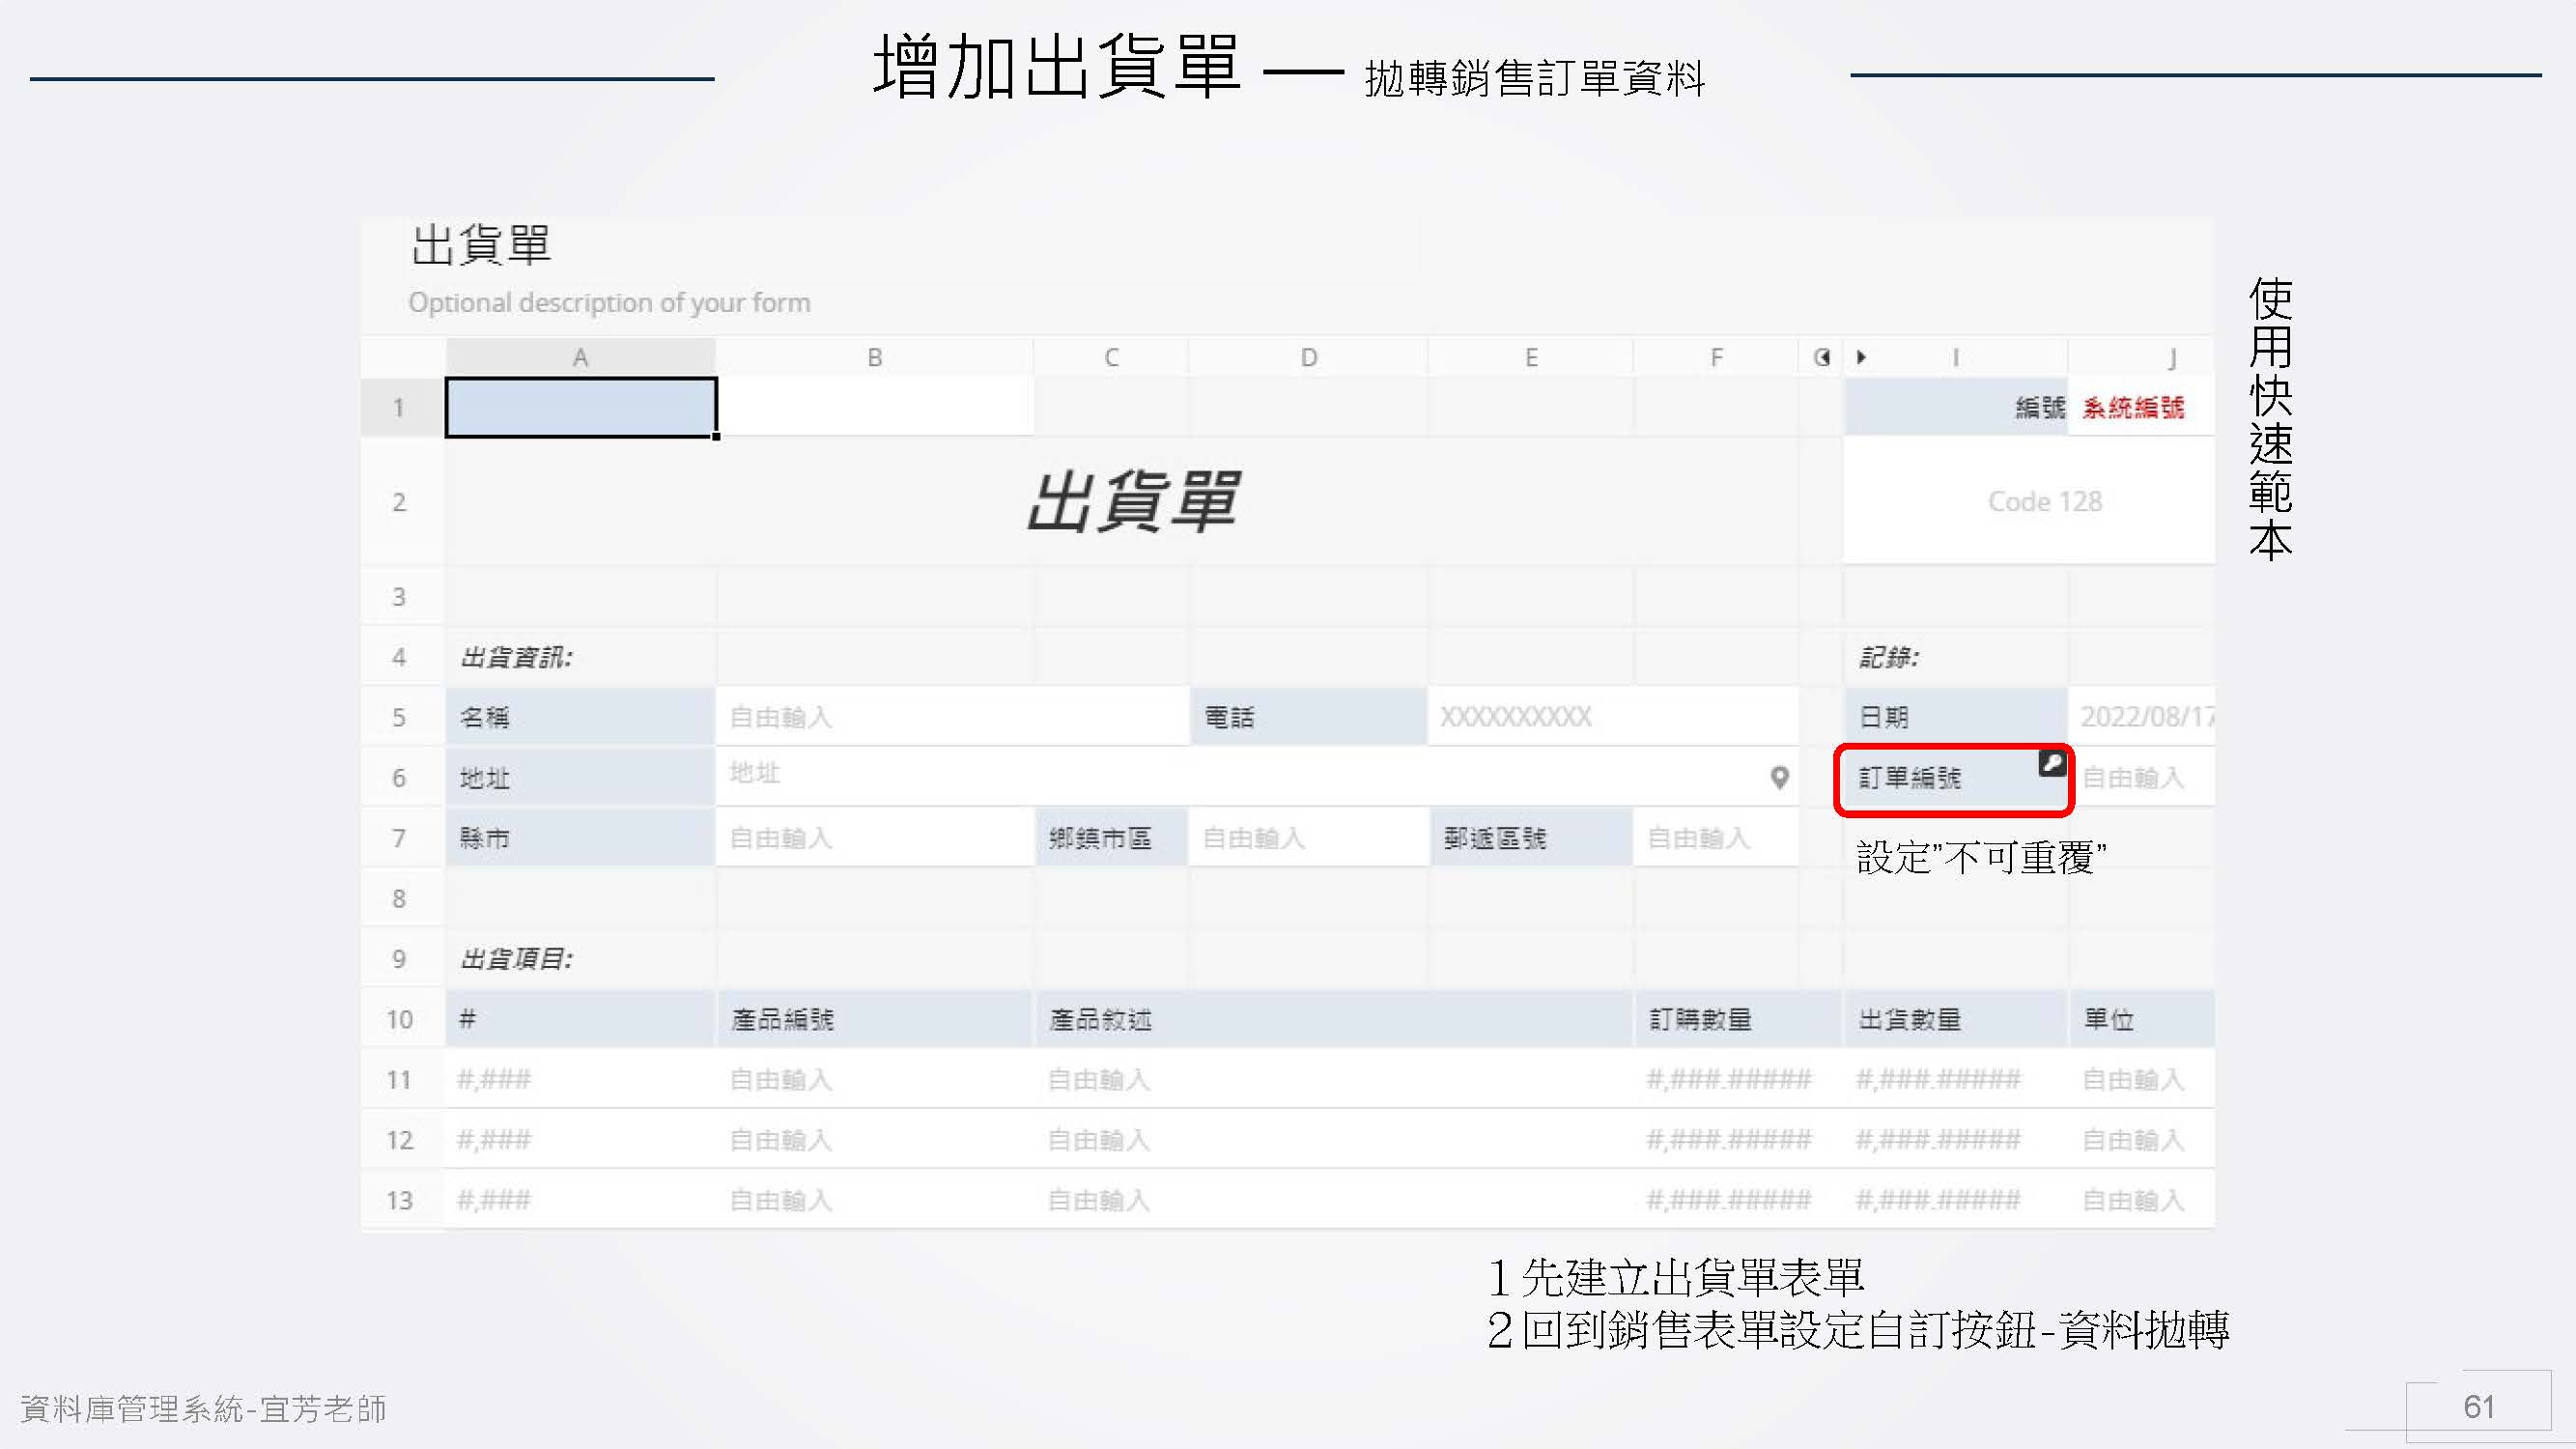 增加出貨單 — 拋轉銷售訂單資料
出貨單
Optional description of your form
使用快速範本
A B C D E F G I J
1 編號 系統編號
2 出貨單 Code 128
3
4 出貨資訊: 記錄:
5 名稱 自由輸入 電話 XXXXXXXXXX 日期 2022/08/17
6 地址 地址 訂單編號 自由輸入
7 縣市 自由輸入 鄉鎮市區 自由輸入 郵遞區號 自由輸入
設定”不可重覆”
8
9 出貨項目:
10 # 產品編號 產品敘述 訂購數量 出貨數量 單位
11 #,### 自由輸入 自由輸入 #,###.##### #,###.##### 自由輸入
12 #,### 自由輸入 自由輸入 #,###.##### #,###.##### 自由輸入
13 #,### 自由輸入 自由輸入 #,###.##### #,###.##### 自由輸入
1 先建立出貨單表單
2 回到銷售表單設定自訂按鈕-資料拋轉
資料庫管理系統-宜芳老師
61